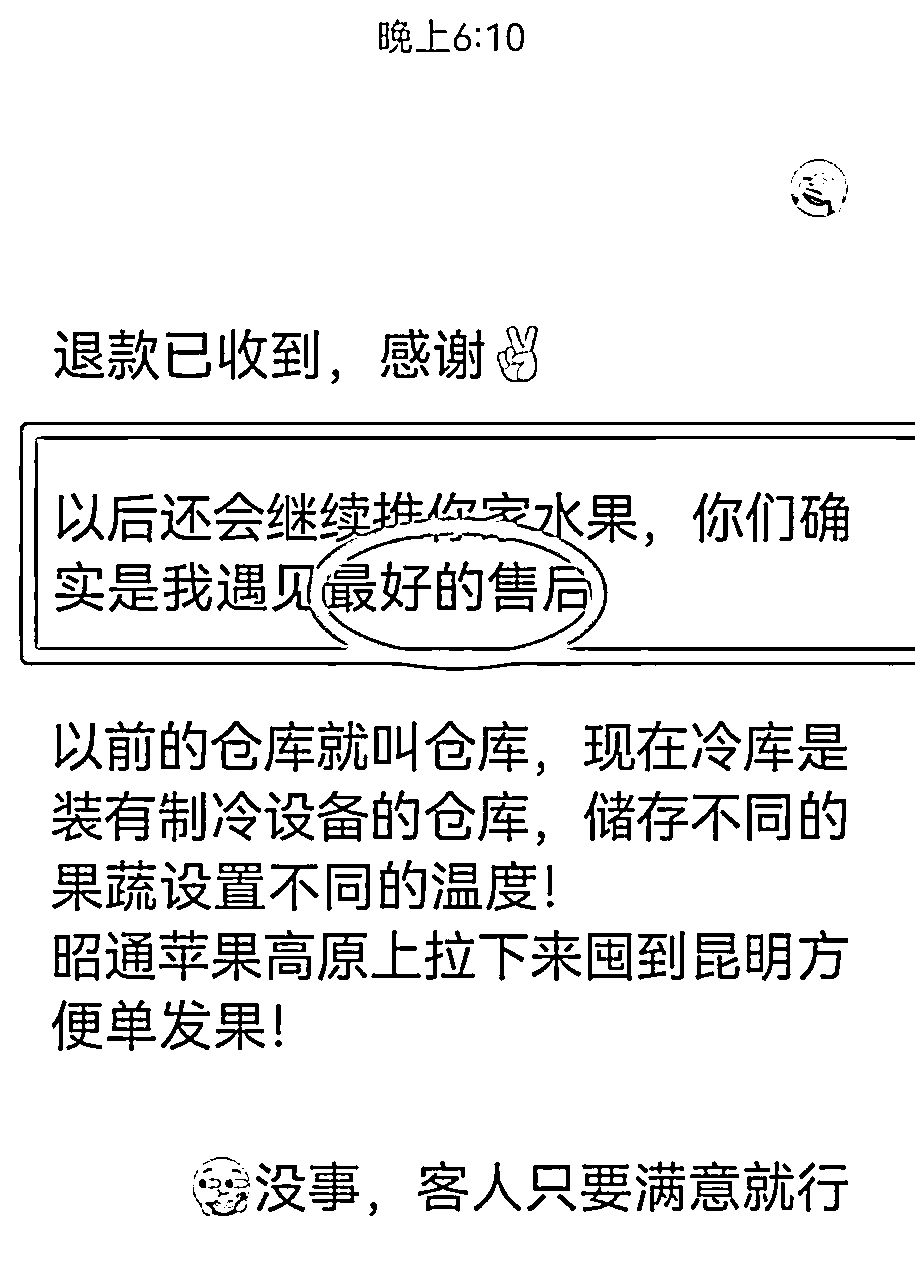 晚上6:10
退款已收到，感谢✌
以后还会继续推你家水果，你们确
实是我遇见最好的售后
以前的仓库就叫仓库，现在冷库是
装有制冷设备的仓库，储存不同的
果蔬设置不同的温度！
昭通苹果高原上拉下来囤到昆明方
便单发果！
没事，客人只要满意就行